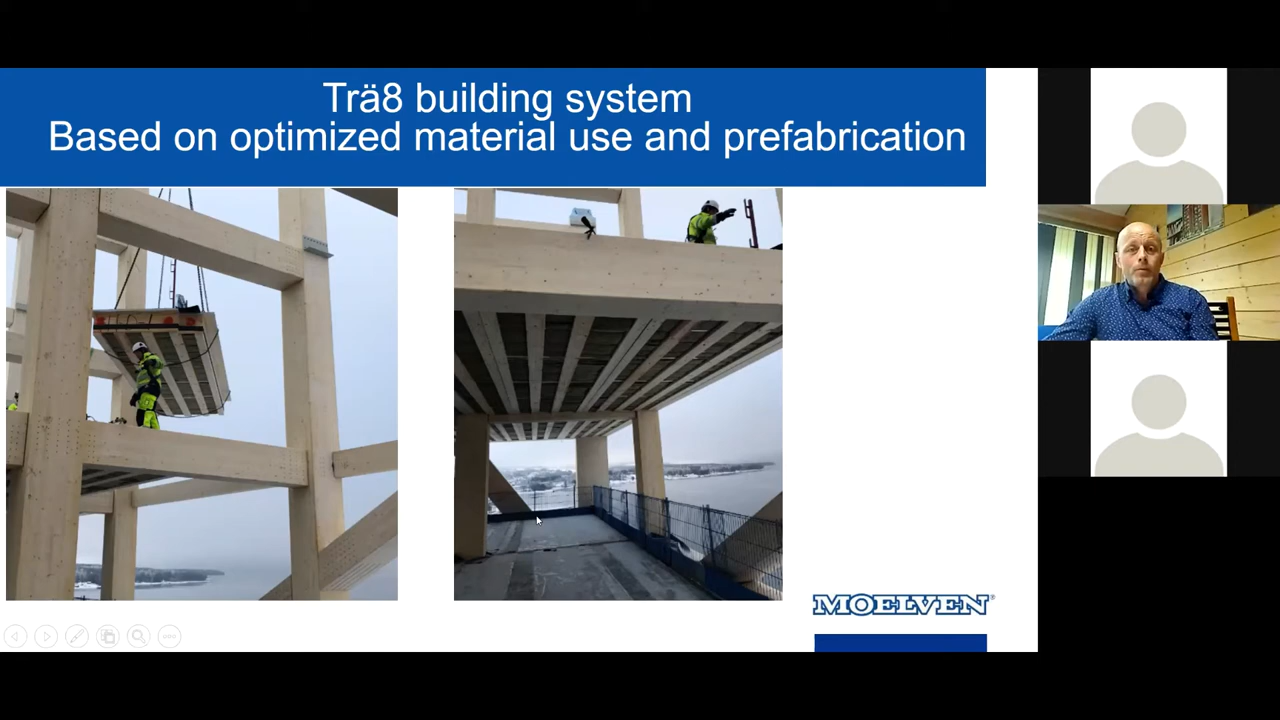 Trä8 building system
Based on optimized material use and prefabrication
MOELVEN®